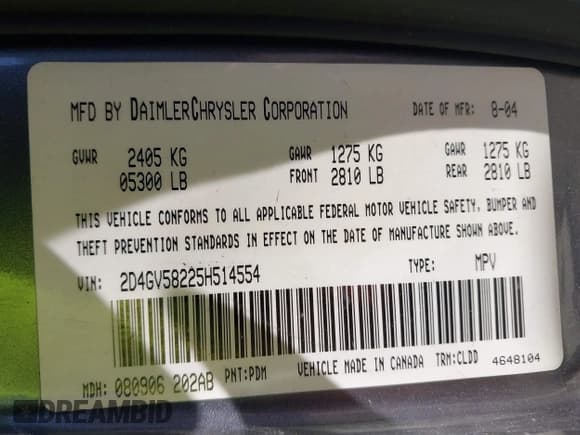 MFD BY DAIMLERCHRYSLER CORPORATION DATE OF MFR: 8-04
GVWR 2405 KG GAWR 1275 KG GAWR 1275 KG
05300 LB FRONT 2810 LB REAR 2810 LB
THIS VEHICLE CONFORMS TO ALL APPLICABLE FEDERAL MOTOR VEHICLE SAFETY, BUMPER AND
THEFT PREVENTION STANDARDS IN EFFECT ON THE DATE OF MANUFACTURE SHOWN ABOVE.
VIN: 2D4GV58225H514554 TYPE: MPV
MDH: 080906 202AB PNT:PDM VEHICLE MADE IN CANADA TRM:CLDD 4648104
DREAMBID